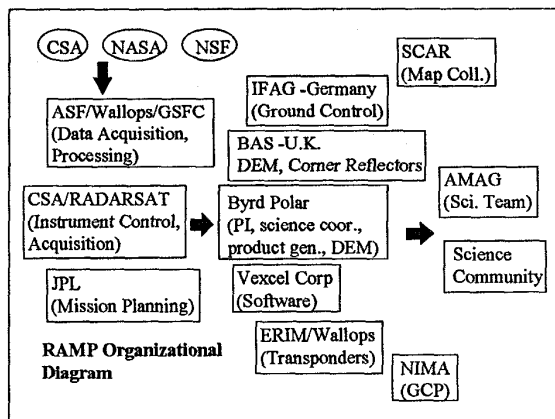 CSA
NASA
NSF
SCAR
(Map Coll.)
IFAG -Germany
(Ground Control)
ASF/Wallops/GSFC
(Data Acquisition,
Processing)
BAS -U.K.
DEM, Corner Reflectors
AMAG
(Sci. Team)
CSA/RADARSAT
(Instrument Control,
Acquisition)
Byrd Polar
(PI, science coor.,
product gen., DEM)
Science
Community
JPL
(Mission Planning)
Vexcel Corp
(Software)
ERIM/Wallops
(Transponders)
RAMP Organizational
Diagram
NIMA
(GCP)